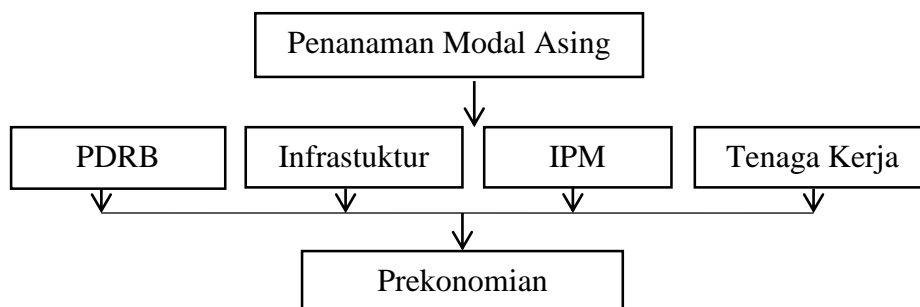 Penanaman Modal Asing
PDRB
Infrastuktur
IPM
Tenaga Kerja
Prekonomian